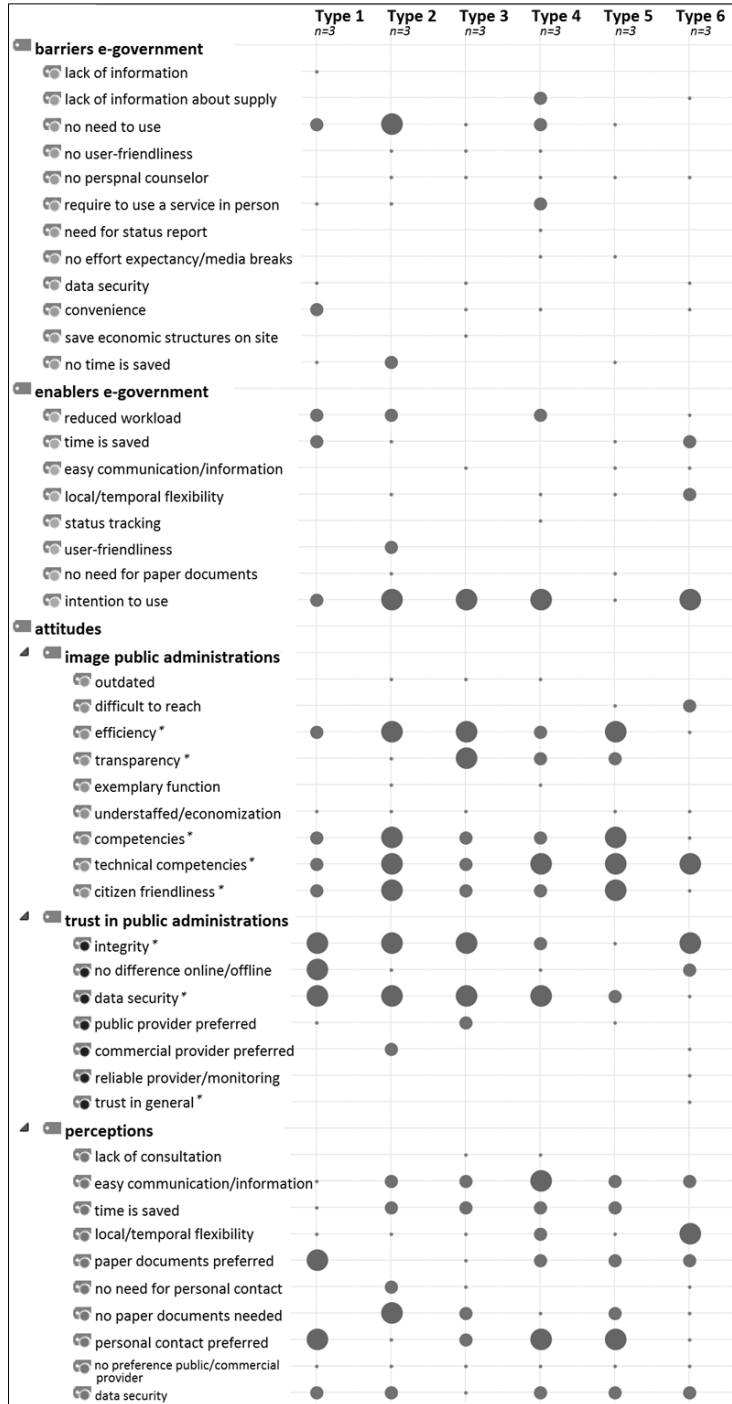 Type 1 Type 2 Type 3 Type 4 Type 5 Type 6
n=3 n=3 n=3 n=3 n=3 n=3
barriers e-government
lack of information
lack of information about supply
no need to use
no user-friendliness
no perspnal counselor
require to use a service in person
need for status report
no effort expectancy/media breaks
data security
convenience
save economic structures on site
no time is saved
enablers e-government
reduced workload
time is saved
easy communication/information
local/temporal flexibility
status tracking
user-friendliness
no need for paper documents
intention to use
attitudes
image public administrations
outdated
difficult to reach
efficiency *
transparency *
exemplary function
understaffed/economization
competencies *
technical competencies *
citizen friendliness *
trust in public administrations
integrity *
no difference online/offline
data security *
public provider preferred
commercial provider preferred
reliable provider/monitoring
trust in general *
perceptions
lack of consultation
easy communication/information
time is saved
local/temporal flexibility
paper documents preferred
no need for personal contact
no paper documents needed
personal contact preferred
no preference public/commercial
provider
data security